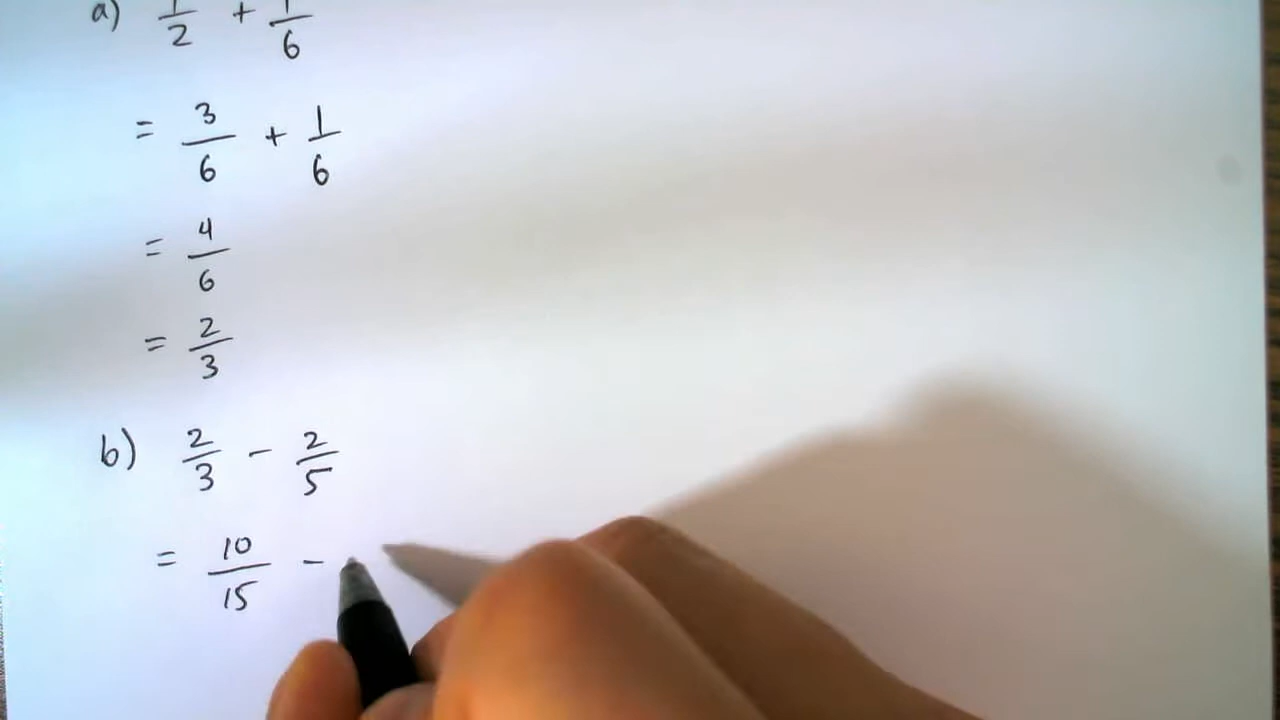 a) 1/2 + 1/6
= 3/6 + 1/6
= 4/6
= 2/3
b) 2/3 - 2/5
= 10/15 -